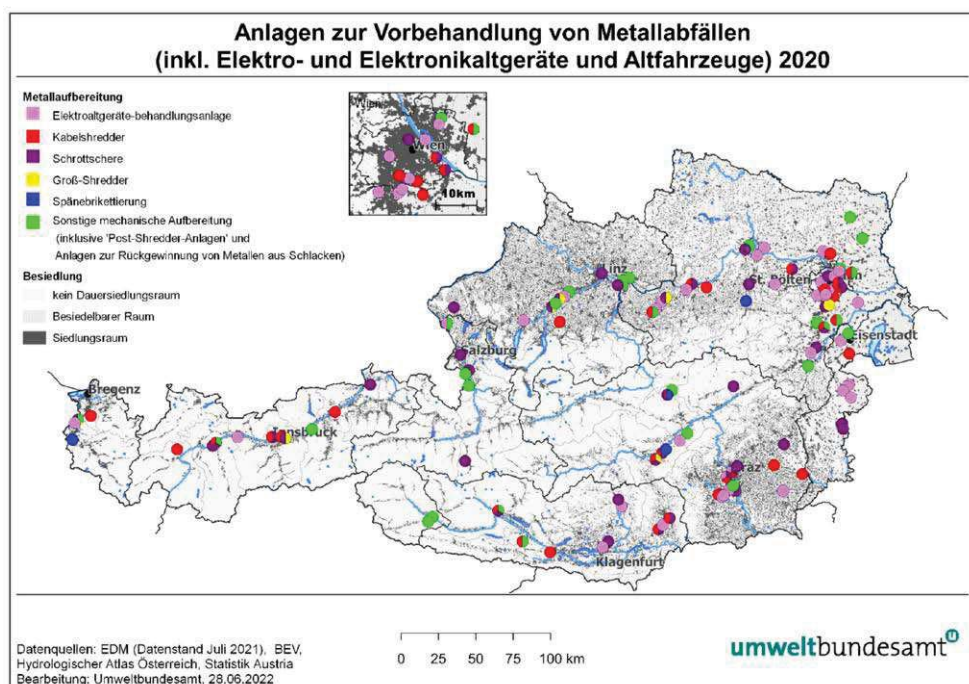 Anlagen zur Vorbehandlung von Metallabfällen
(inkl. Elektro- und Elektronikaltgeräte und Altfahrzeuge) 2020
Metallaufbereitung
Elektroaltgeräte-behandlungsanlage
Kabelshredder
Schrottschere
Groß-Shredder
Spänebrikettierung
Sonstige mechanische Aufbereitung
(inklusive 'Post-Shredder-Anlagen' und
Anlagen zur Rückgewinnung von Metallen aus Schlacken)
Besiedlung
kein Dauersiedlungsraum
Besiedelbarer Raum
Siedlungsraum
Wien
Wien
10km
Linz
St. Pölten
Eisenstadt
Salzburg
Bregenz
Innsbruck
Graz
Klagenfurt
Datenquellen: EDM (Datenstand Juli 2021), BEV,
Hydrologischer Atlas Österreich, Statistik Austria
Bearbeitung: Umweltbundesamt, 28.06.2022
0 25 50 75 100 km
umweltbundesamt